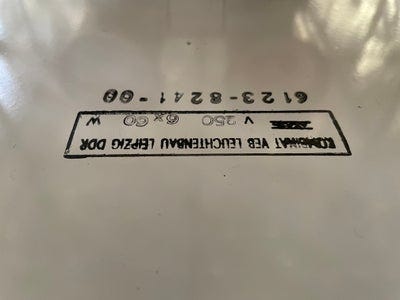 KOMBINAT VEB LEUCHTENBAU LEIPZIG DDR
V 250 6x60 W
6123-8241-00